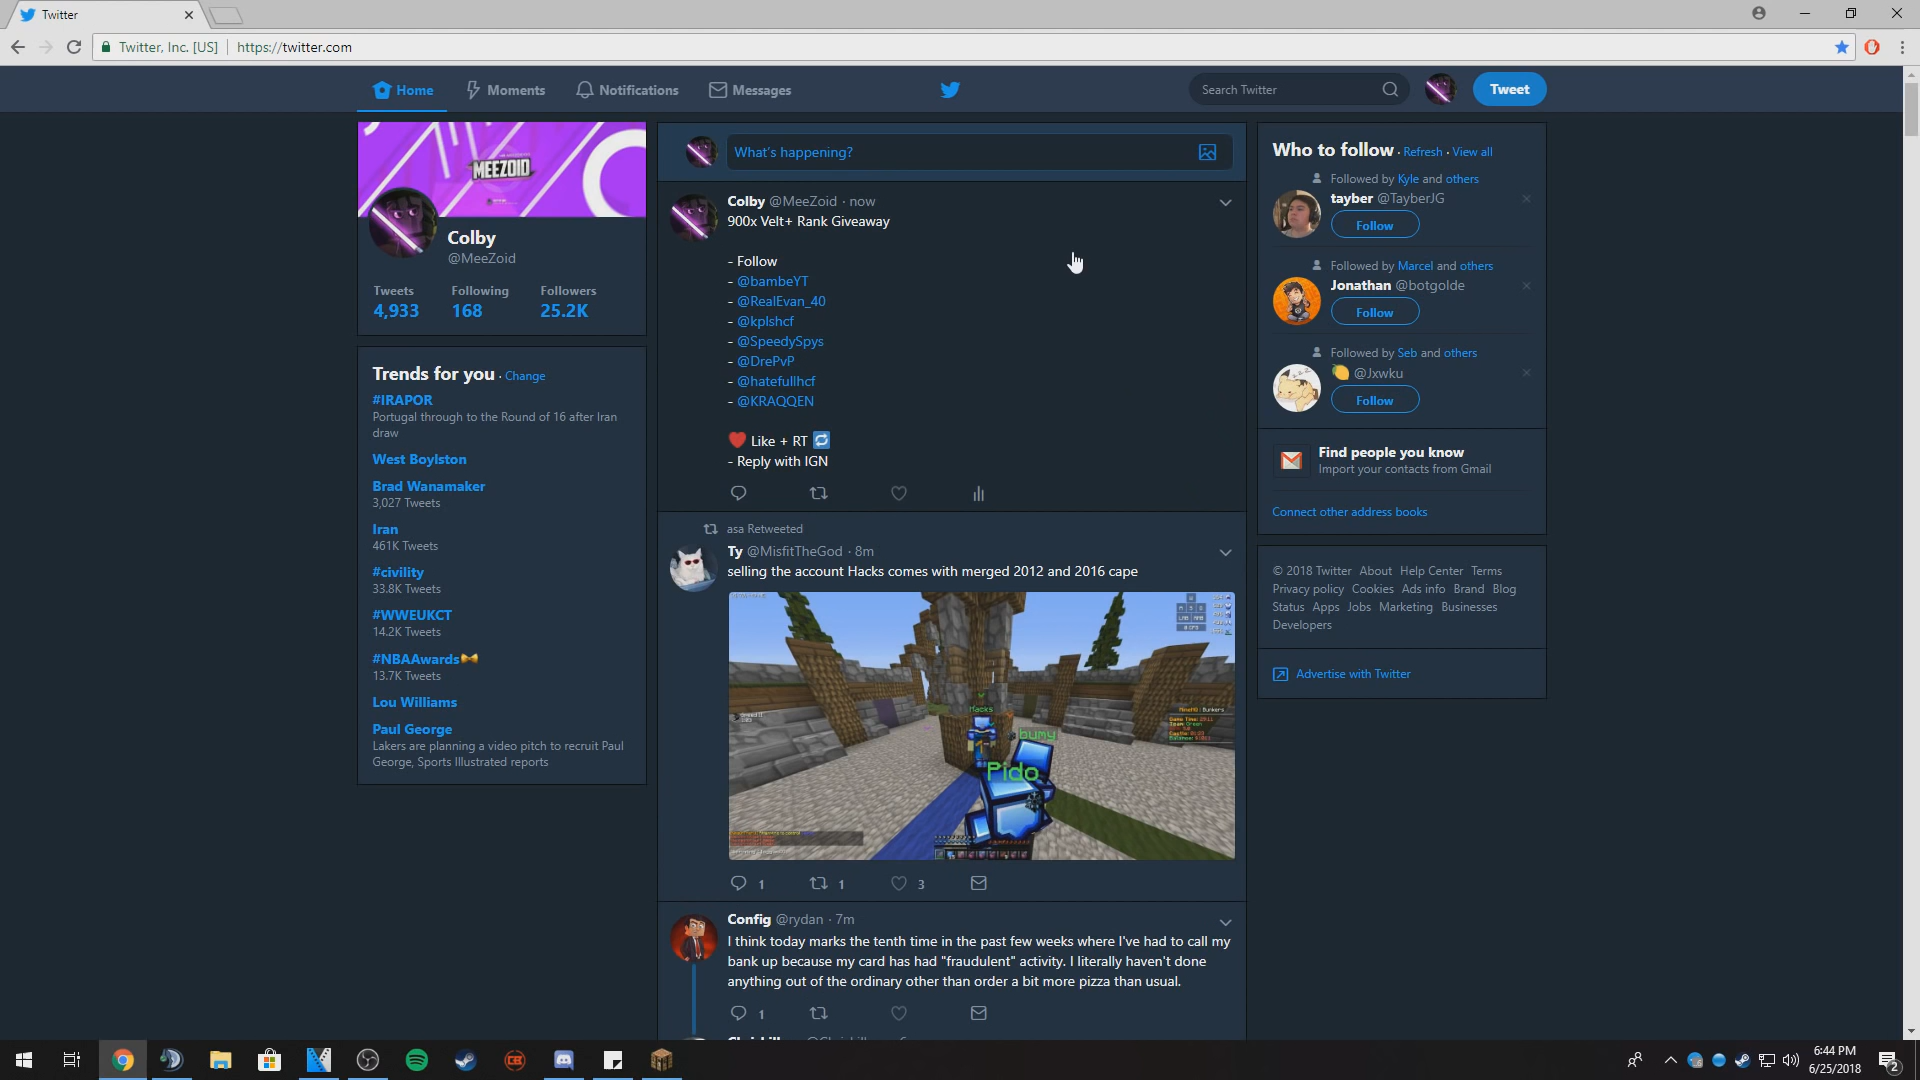 Twitter
Twitter, Inc. [US]
https://twitter.com
Home
Moments
Notifications
Messages
Search Twitter
Tweet
MEEZOID
Colby
@MeeZoid
Tweets Following Followers
4,933 168 25.2K
Trends for you · Change
#IRAPOR
Portugal through to the Round of 16 after Iran
draw
West Boylston
Brad Wanamaker
3,027 Tweets
Iran
461K Tweets
#civility
33.8K Tweets
#WWEUKCT
14.2K Tweets
#NBAAwards
13.7K Tweets
Lou Williams
Paul George
Lakers are planning a video pitch to recruit Paul
George, Sports Illustrated reports
What's happening?
Colby @MeeZoid · now
900x Velt+ Rank Giveaway
- Follow
- @bambeYT
- @RealEvan_40
- @kplshcf
- @SpeedySpys
- @DrePvP
- @hatefullhcf
- @KRAQQEN
❤️ Like + RT 🔁
- Reply with IGN
asa Retweeted
Ty @MisfitTheGod · 8m
selling the account Hacks comes with merged 2012 and 2016 cape
Hacks
bumy
Pido
1 1 3
Config @rydan · 7m
I think today marks the tenth time in the past few weeks where I've had to call my
bank up because my card has had "fraudulent" activity. I literally haven't done
anything out of the ordinary other than order a bit more pizza than usual.
1
Who to follow · Refresh · View all
Followed by Kyle and others
tayber @TayberJG
Follow
Followed by Marcel and others
Jonathan @botgolde
Follow
Followed by Seb and others
🍋 @Jxwku
Follow
Find people you know
Import your contacts from Gmail
Connect other address books
© 2018 Twitter About Help Center Terms
Privacy policy Cookies Ads info Brand Blog
Status Apps Jobs Marketing Businesses
Developers
Advertise with Twitter
6:44 PM
6/25/2018
2